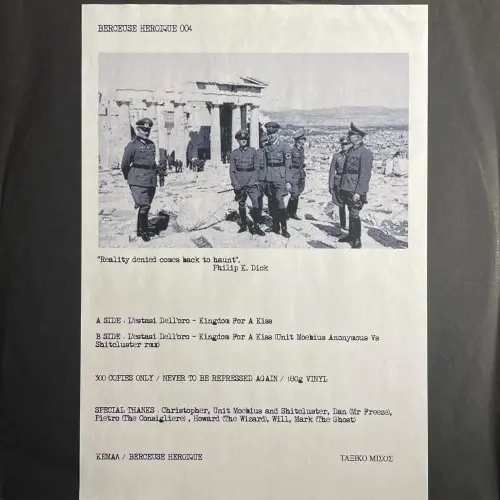 BERCEUSE HEROIQUE 004
"Reality denied comes back to haunt".
Philip K. Dick
A SIDE : L'estasi Dell'oro - Kingdom For A Kiss
B SIDE : L'estasi Dell'oro - Kingdom For A Kiss (Unit Moebius Anonymous Vs
Shitcluster rmx)
300 COPIES ONLY / NEVER TO BE REPRESSED AGAIN / 180g VINYL
SPECIAL THANKS : Christopher, Unit Moebius and Shitcluster, Dan (Mr Freeze),
Pietro (The Consigliere) , Howard (The Wizard), Will, Mark (The Ghost)
ΚΕΜΑΛ / BERCEUSE HEROIQUE
ΤΑΞΙΚΟ ΜΙΣΟΣ